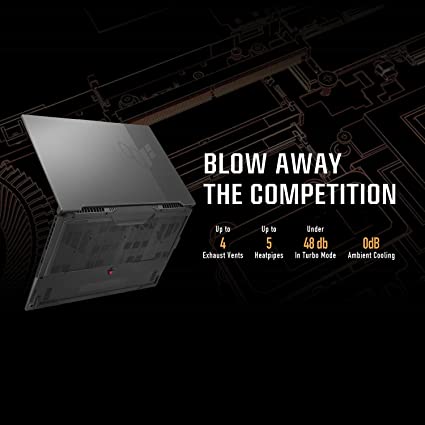 BLOW AWAY
THE COMPETITION
Up to
4
Exhaust Vents
Up to
5
Heatpipes
Under
48 db
In Turbo Mode
0dB
Ambient Cooling